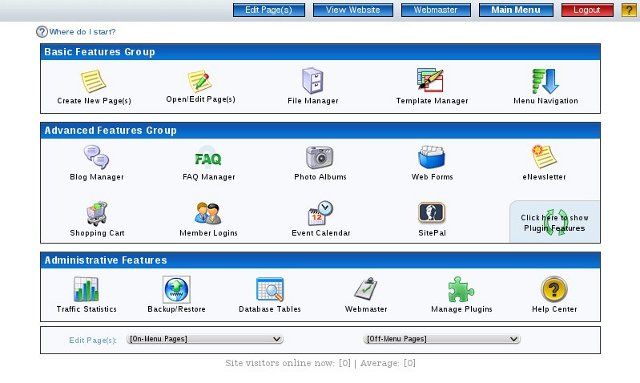 Edit Page(s) View Website Webmaster Main Menu Logout ?
? Where do I start?
Basic Features Group
Create New Page(s) Open/Edit Page(s) File Manager Template Manager Menu Navigation
Advanced Features Group
FAQ
Blog Manager FAQ Manager Photo Albums Web Forms eNewsletter
12
Shopping Cart Member Logins Event Calendar SitePal Click here to show
Plugin Features
Administrative Features
?
Traffic Statistics Backup/Restore Database Tables Webmaster Manage Plugins Help Center
Edit Page(s): [On-Menu Pages] [Off-Menu Pages]
Site visitors online now: [0] | Average: [0]